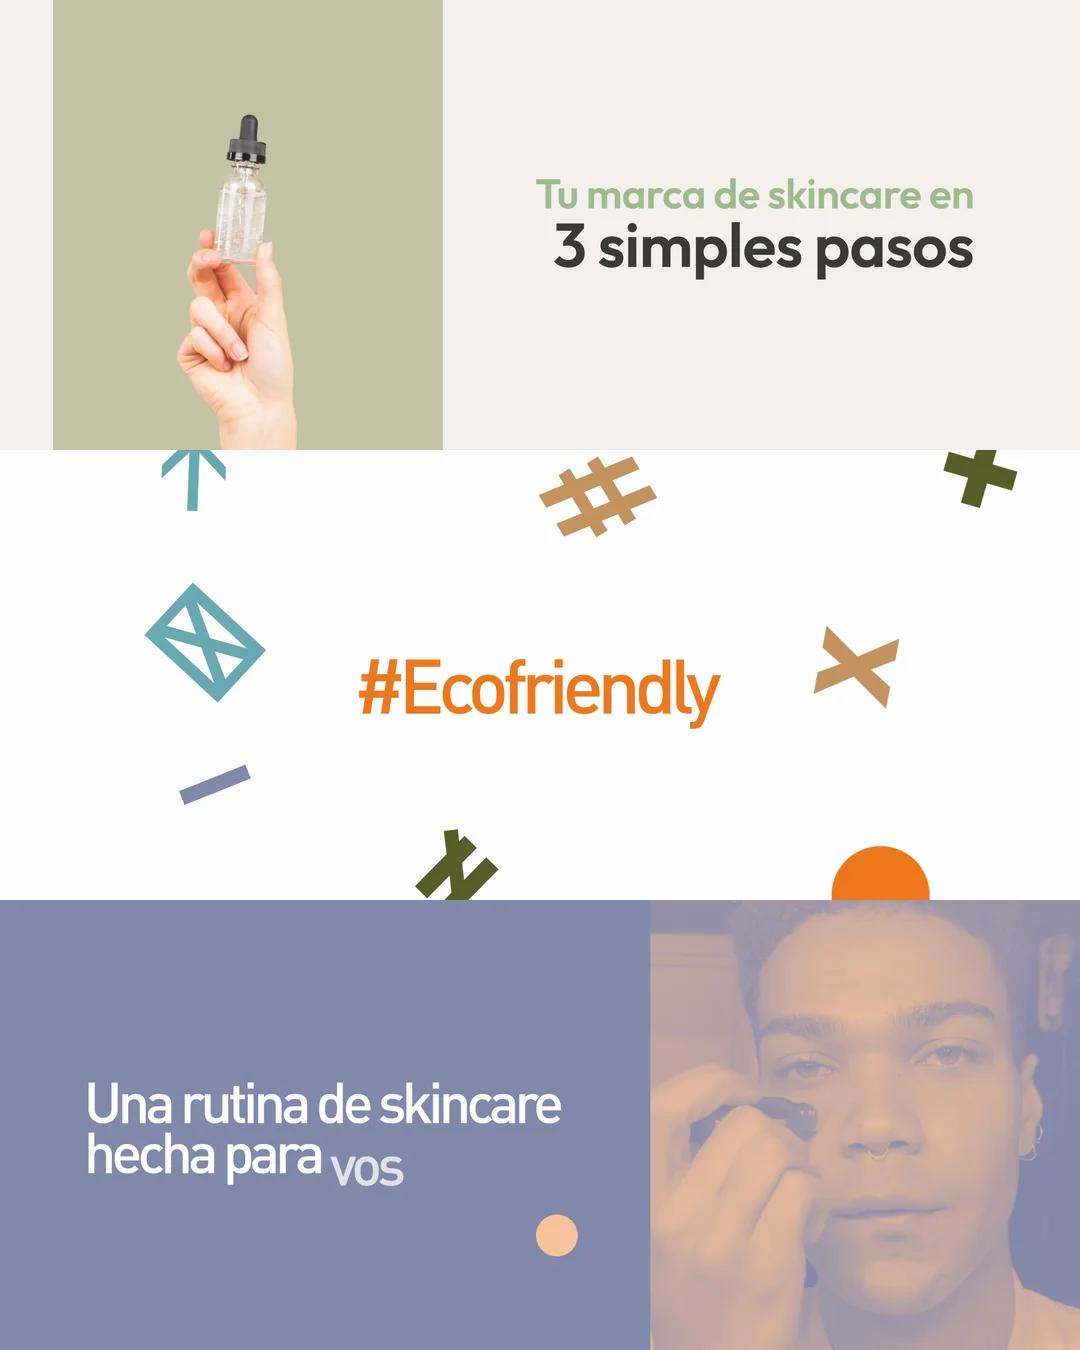 Tu marca de skincare en
3 simples pasos
#Ecofriendly
Una rutina de skincare
hecha para vos